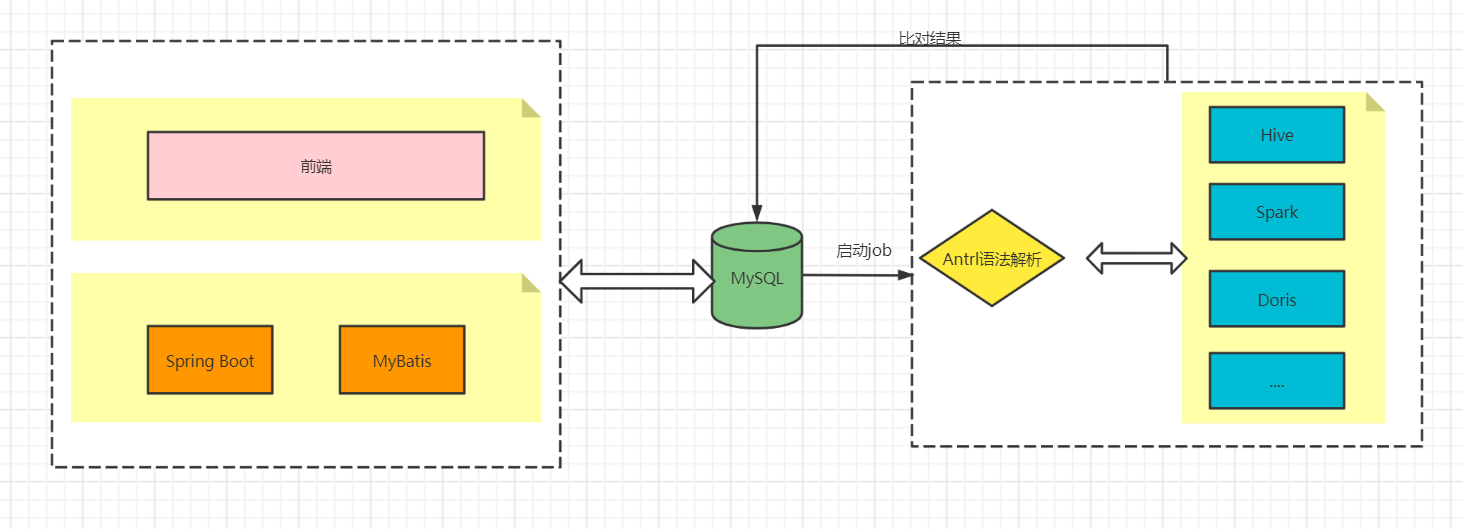 比对结果
前端
Hive
Spark
启动job
Antrl语法解析
MySQL
Doris
Spring Boot
MyBatis
....